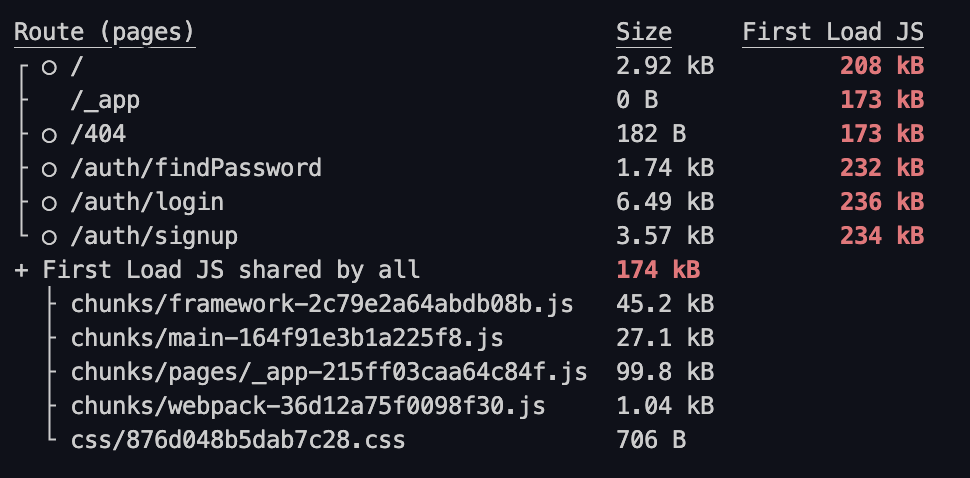 Route (pages) Size First Load JS
┌ ○ / 2.92 kB 208 kB
├ /_app 0 B 173 kB
├ ○ /404 182 B 173 kB
├ ○ /auth/findPassword 1.74 kB 232 kB
├ ○ /auth/login 6.49 kB 236 kB
└ ○ /auth/signup 3.57 kB 234 kB
+ First Load JS shared by all 174 kB
├ chunks/framework-2c79e2a64abdb08b.js 45.2 kB
├ chunks/main-164f91e3b1a225f8.js 27.1 kB
├ chunks/pages/_app-215ff03caa64c84f.js 99.8 kB
├ chunks/webpack-36d12a75f0098f30.js 1.04 kB
└ css/876d048b5dab7c28.css 706 B